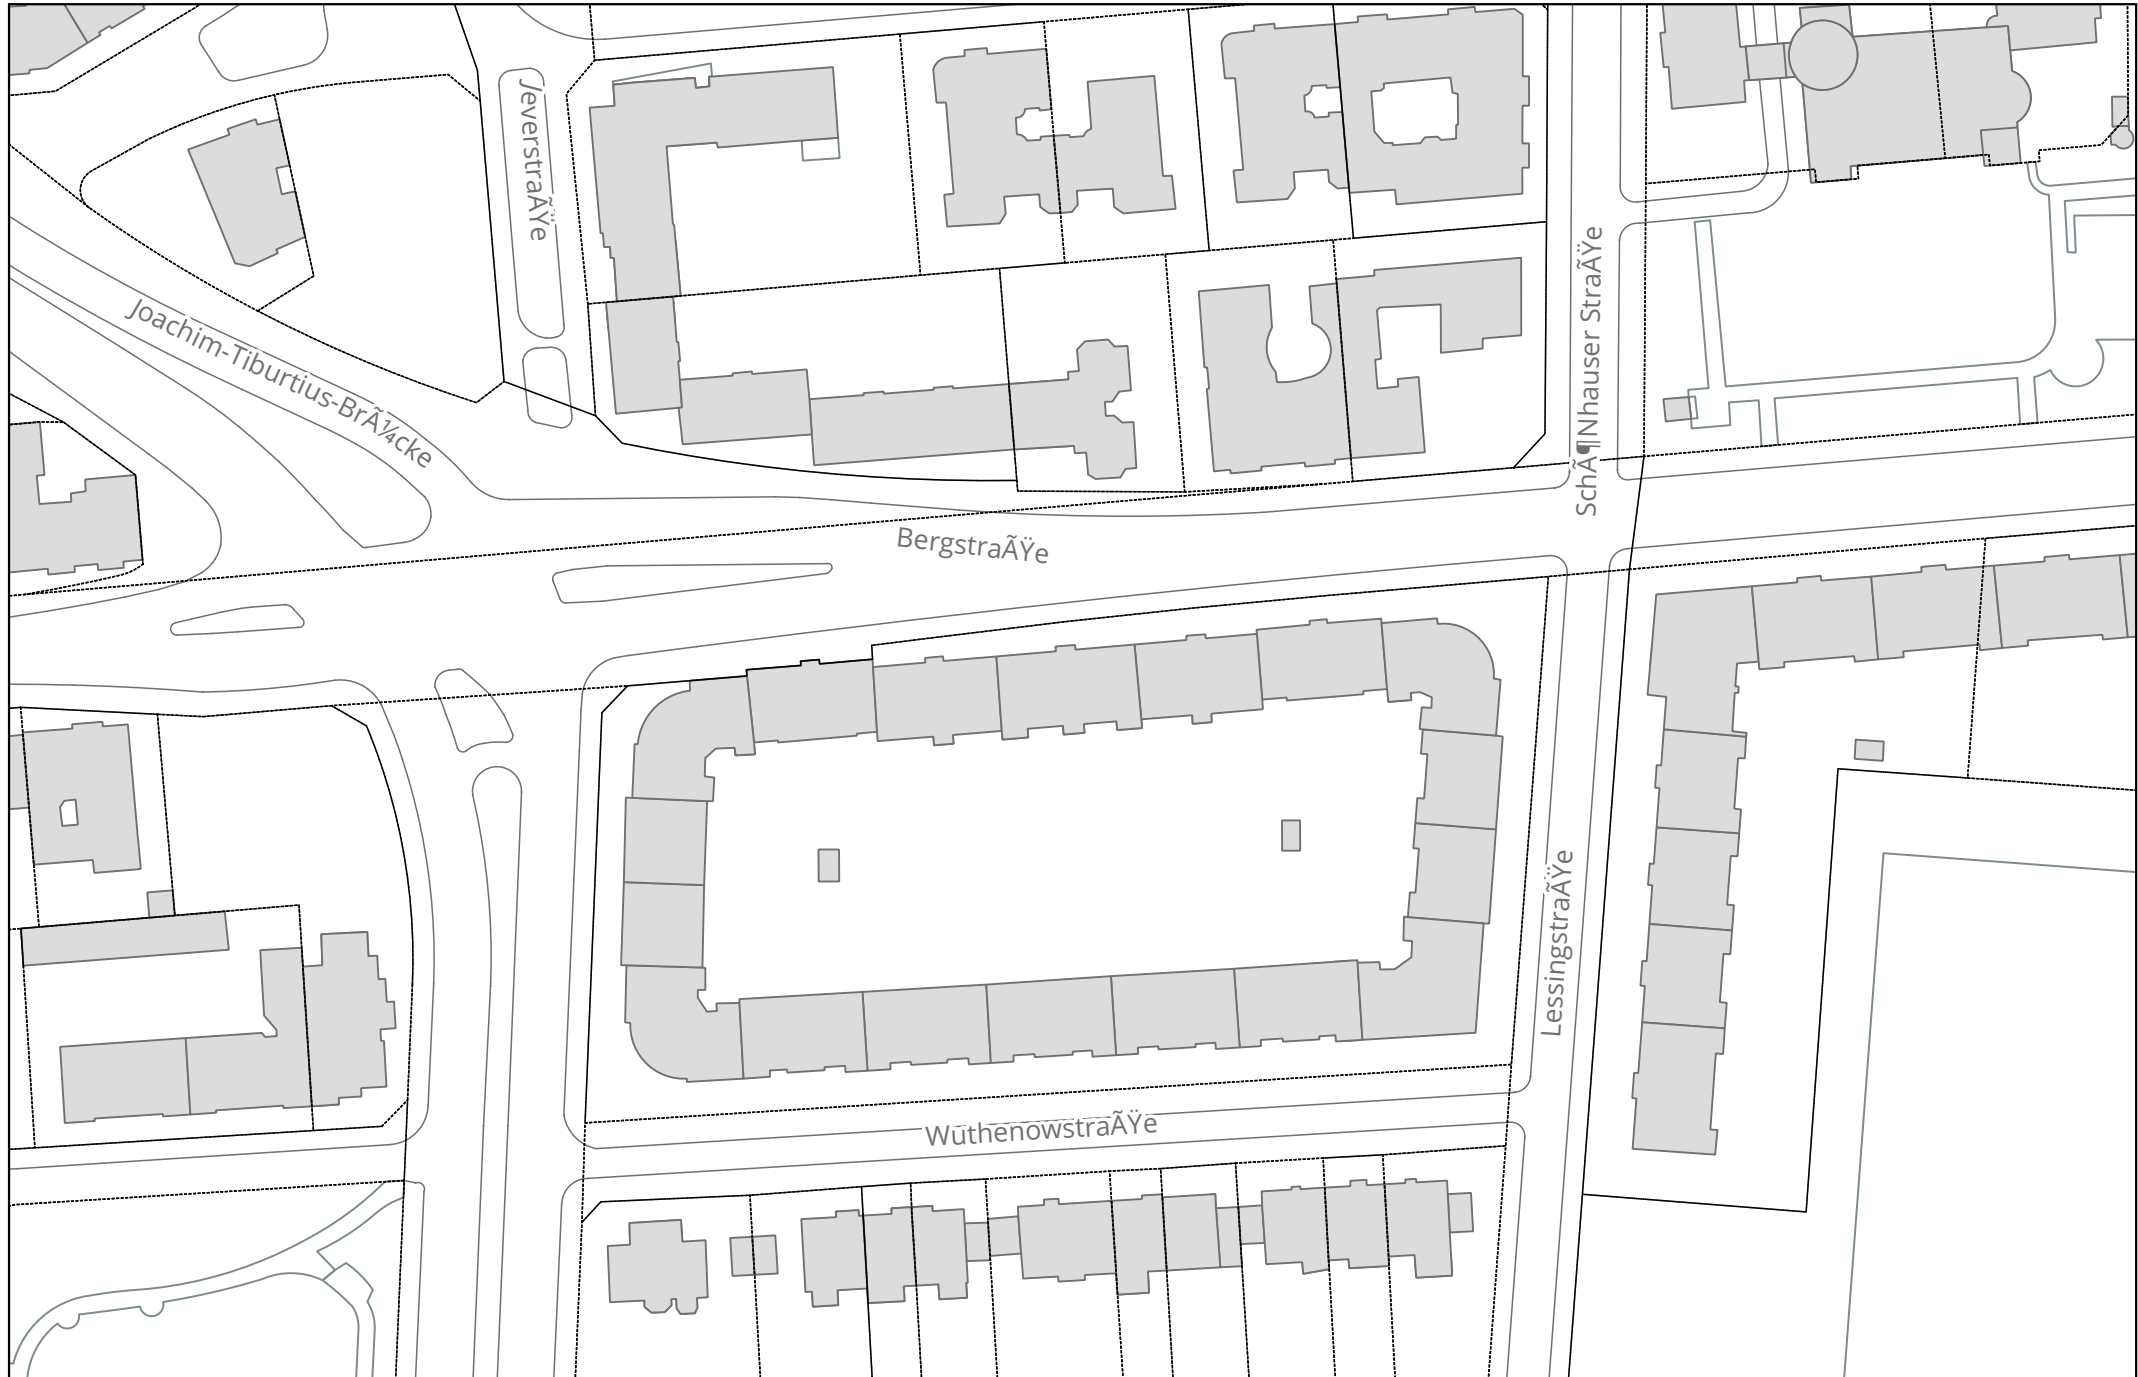 JeverstraÃŸe
Joachim-Tiburtius-BrÃ¼cke
SchÃ¶Nhauser StraÃŸe
BergstraÃŸe
LessingstraÃŸe
WuthenowstraÃŸe